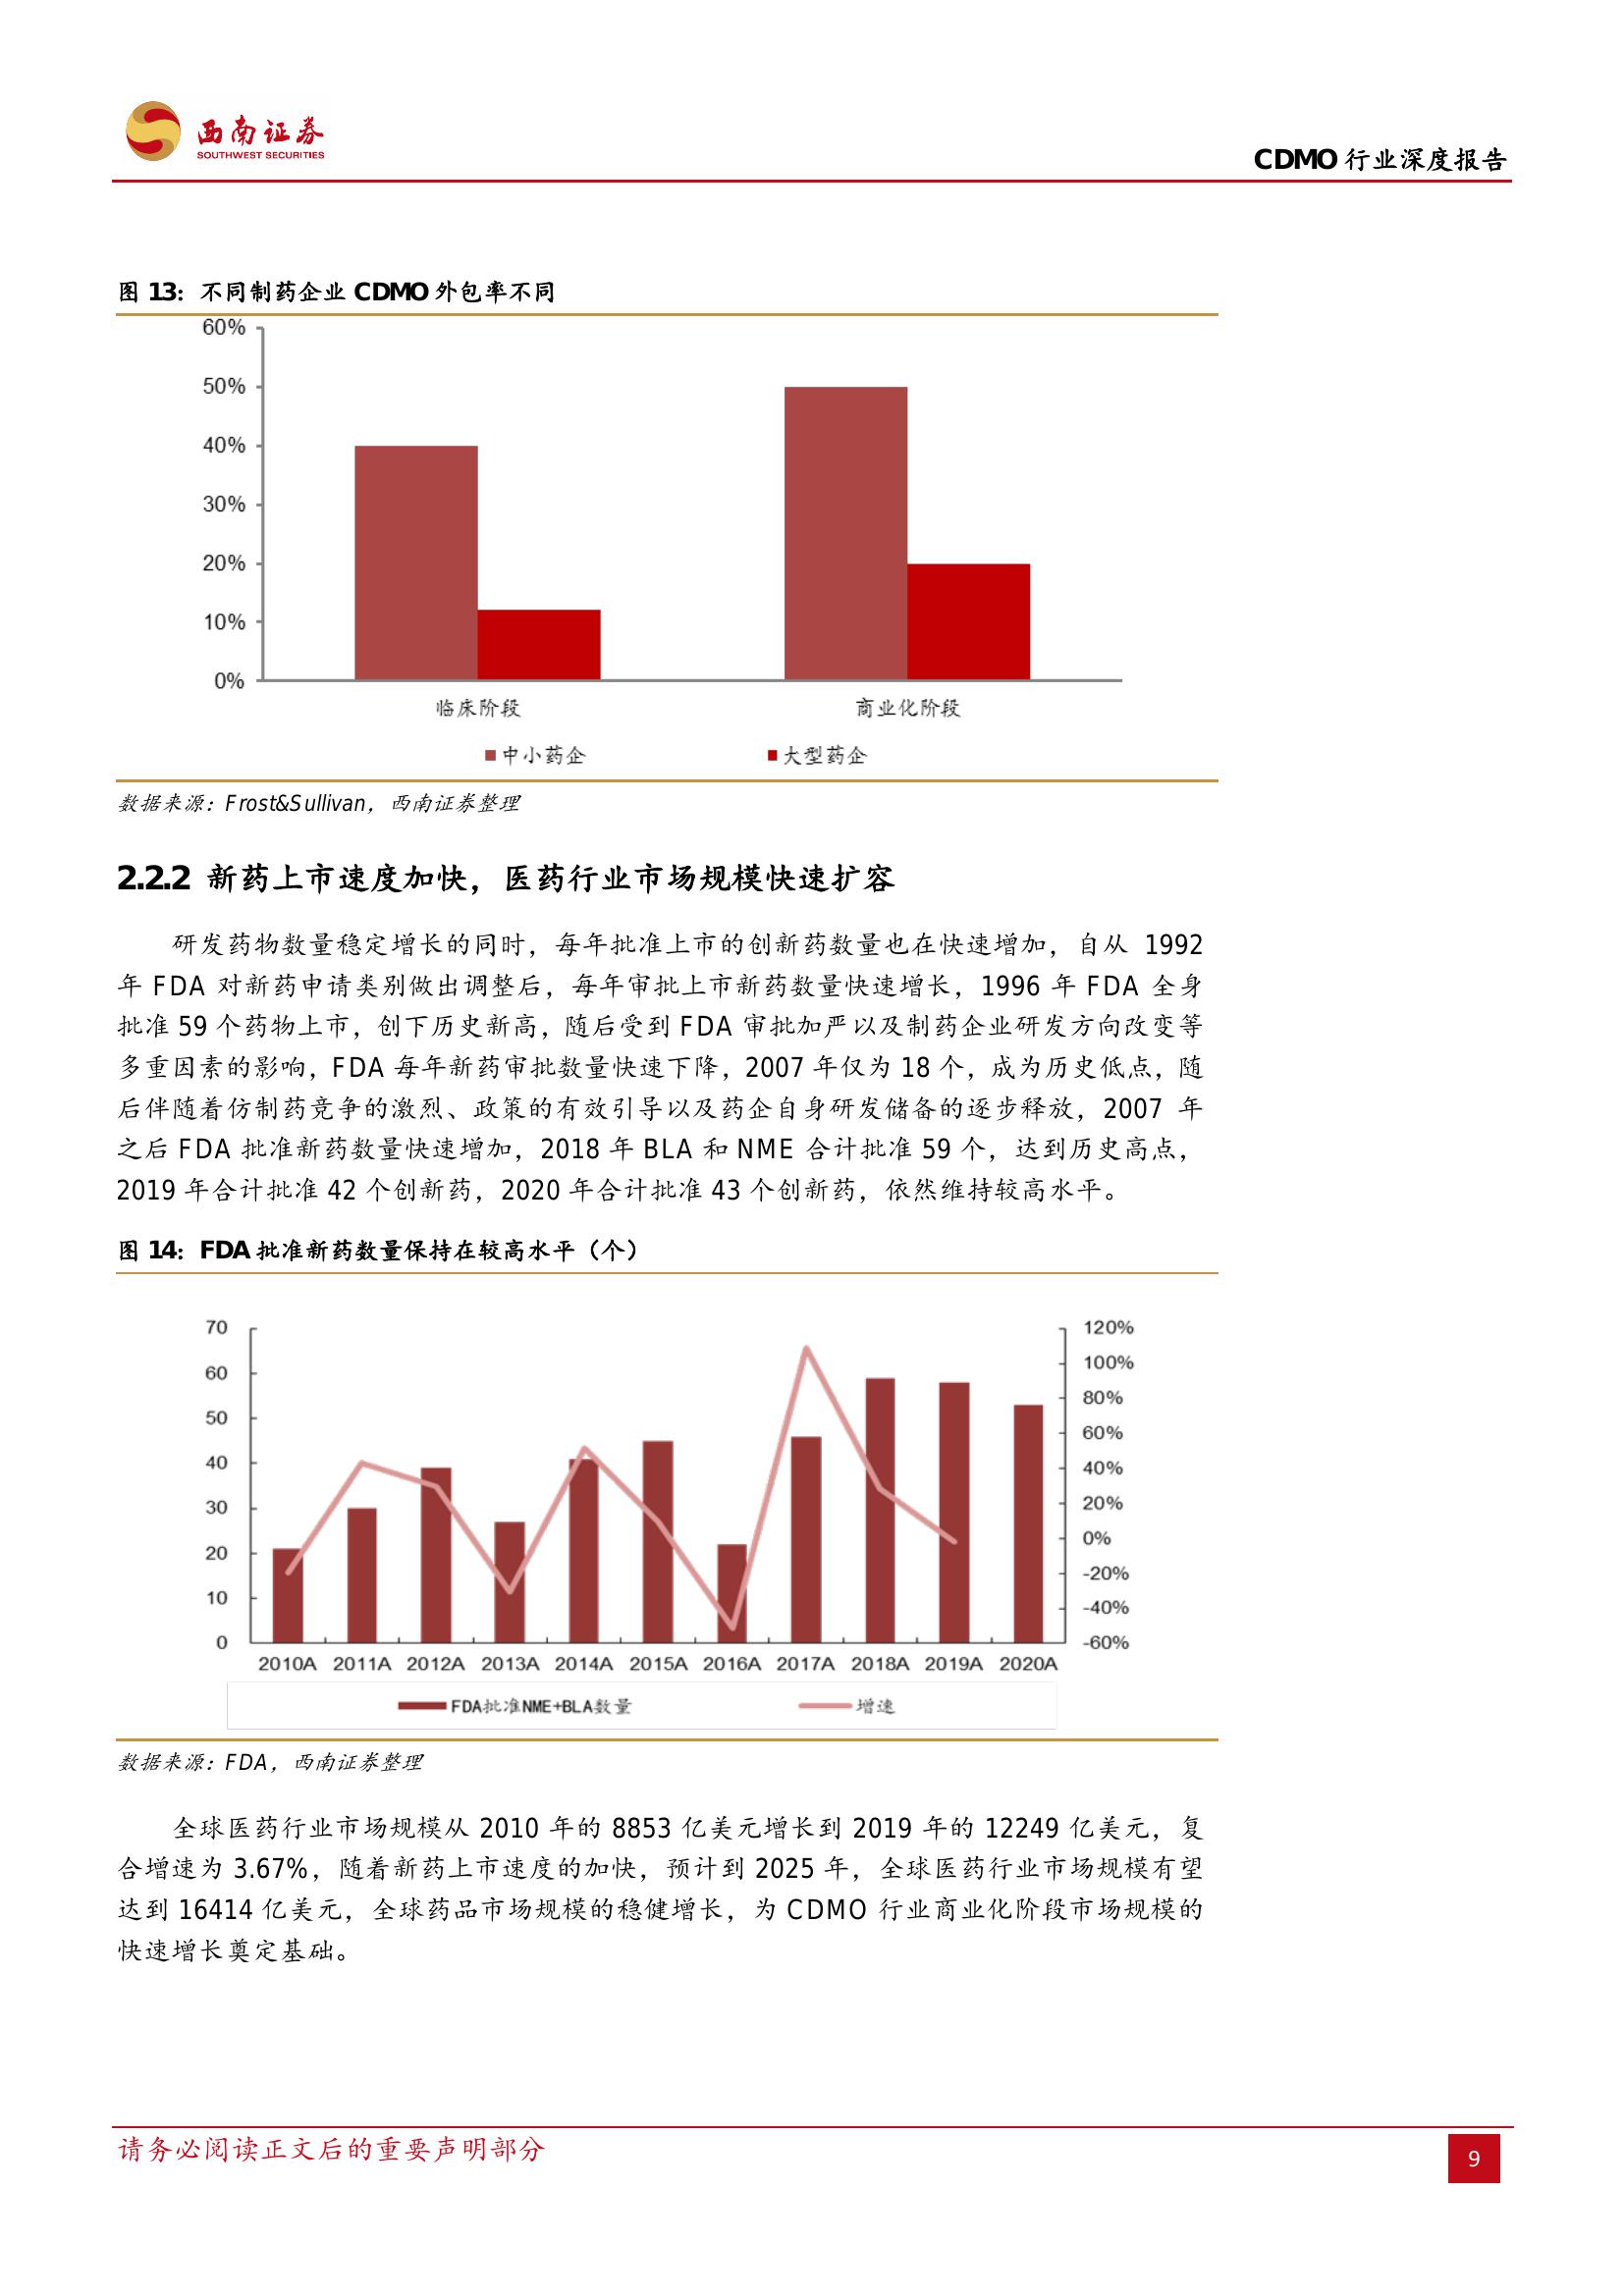 西南证券
SOUTHWEST SECURITIES
CDMO 行业深度报告
图 13：不同制药企业 CDMO 外包率不同
60%
50%
40%
30%
20%
10%
0%
临床阶段 商业化阶段
中小药企 大型药企
数据来源：Frost&Sullivan，西南证券整理
2.2.2 新药上市速度加快，医药行业市场规模快速扩容
研发药物数量稳定增长的同时，每年批准上市的创新药数量也在快速增加，自从 1992
年 FDA 对新药申请类别做出调整后，每年审批上市新药数量快速增长，1996 年 FDA 全身
批准 59 个药物上市，创下历史新高，随后受到 FDA 审批加严以及制药企业研发方向改变等
多重因素的影响，FDA 每年新药审批数量快速下降，2007 年仅为 18 个，成为历史低点，随
后伴随着仿制药竞争的激烈、政策的有效引导以及药企自身研发储备的逐步释放，2007 年
之后 FDA 批准新药数量快速增加，2018 年 BLA 和 NME 合计批准 59 个，达到历史高点，
2019 年合计批准 42 个创新药，2020 年合计批准 43 个创新药，依然维持较高水平。
图 14：FDA 批准新药数量保持在较高水平（个）
70 120%
60 100%
50 80%
40 60%
30 40%
20 20%
10 0%
0 -20%
-40%
-60%
2010A 2011A 2012A 2013A 2014A 2015A 2016A 2017A 2018A 2019A 2020A
FDA批准NME+BLA数量 增速
数据来源：FDA，西南证券整理
全球医药行业市场规模从 2010 年的 8853 亿美元增长到 2019 年的 12249 亿美元，复
合增速为 3.67%，随着新药上市速度的加快，预计到 2025 年，全球医药行业市场规模有望
达到 16414 亿美元，全球药品市场规模的稳健增长，为 CDMO 行业商业化阶段市场规模的
快速增长奠定基础。
请务必阅读正文后的重要声明部分
9